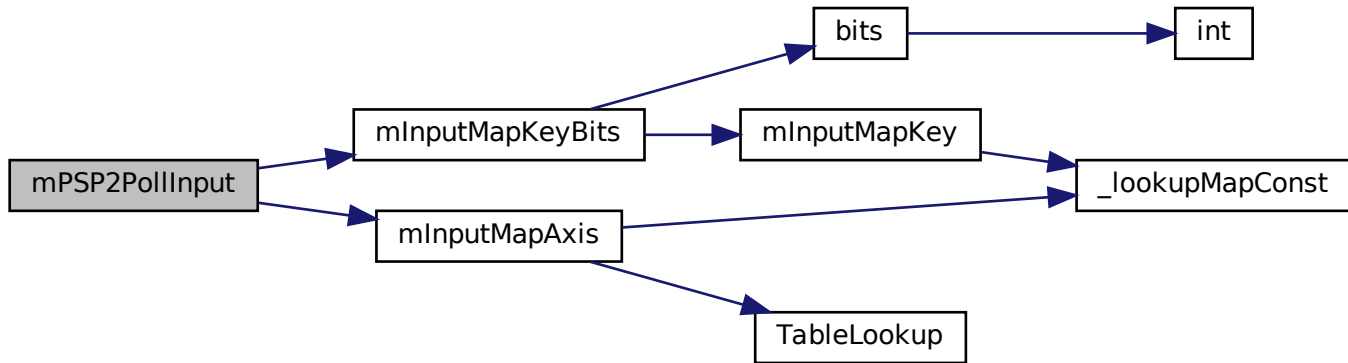 mPSP2PollInput
mInputMapKeyBits
bits
int
mInputMapKey
_lookupMapConst
mInputMapAxis
TableLookup